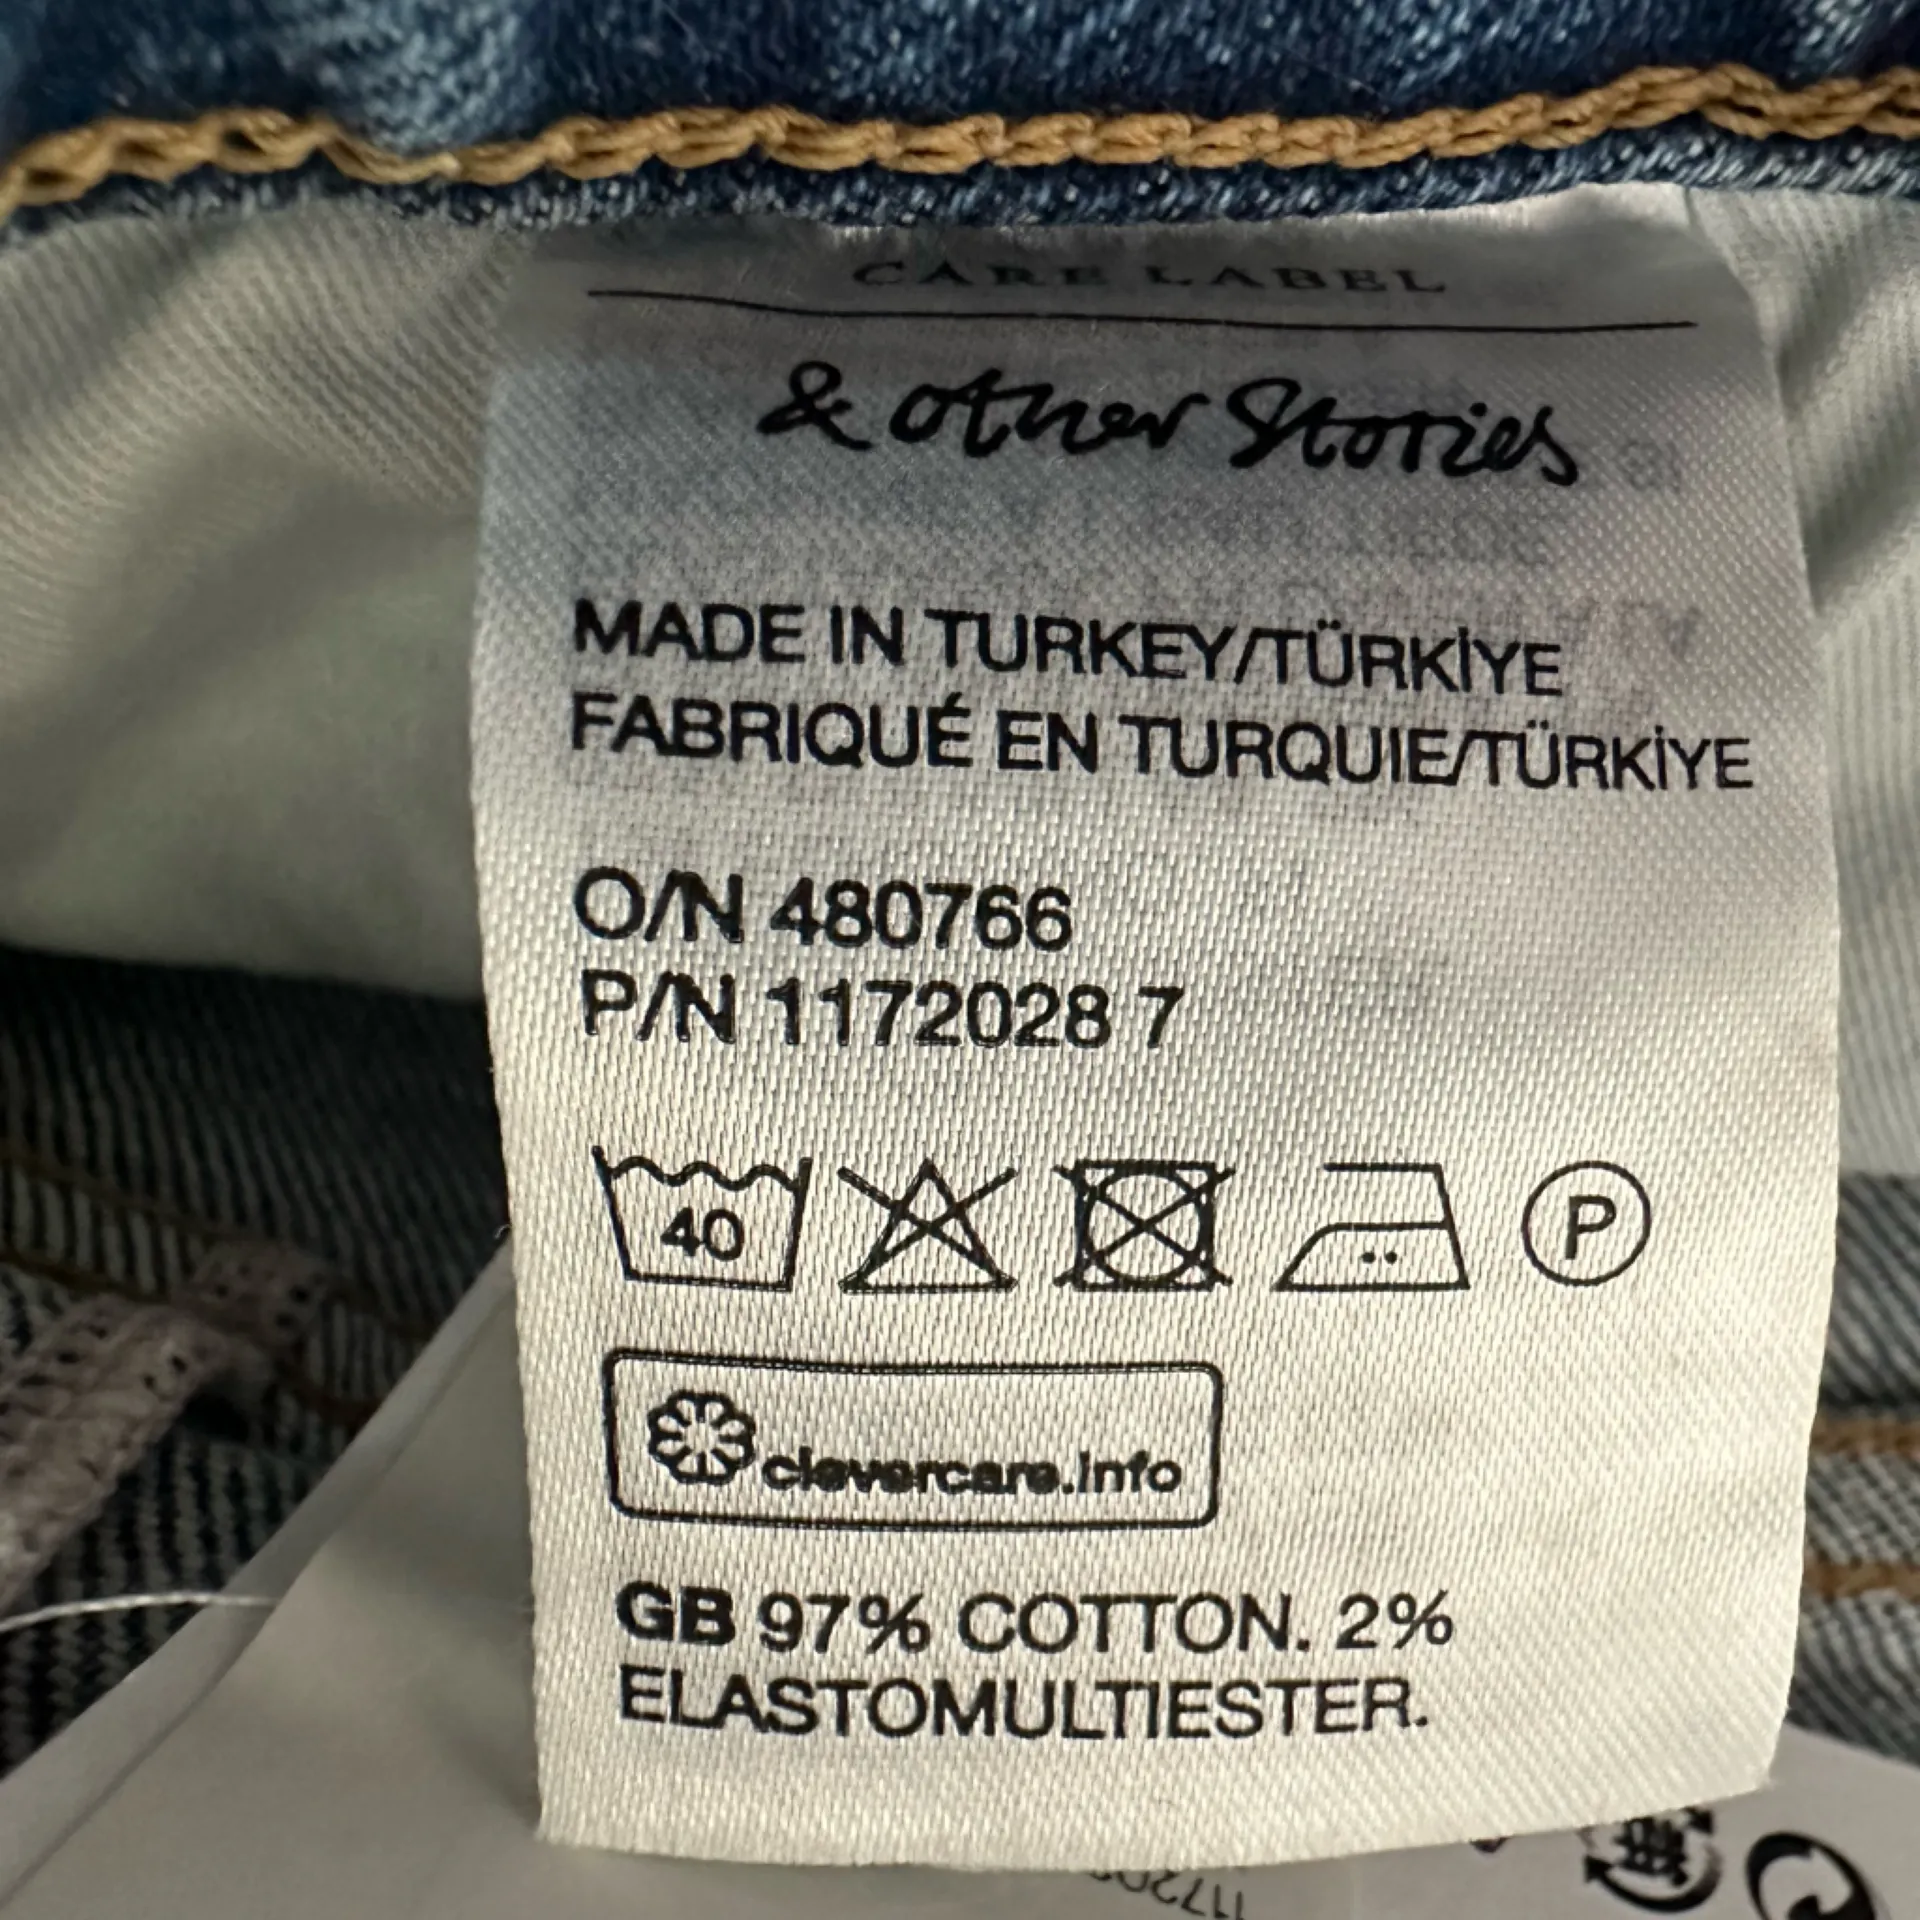 CARE LABEL
& other Stories
MADE IN TURKEY/TÜRKİYE
FABRIQUÉ EN TURQUIE/TÜRKİYE
O/N 480766
P/N 1172028 7
40
P
clevercare.info
GB 97% COTTON. 2%
ELASTOMULTIESTER.